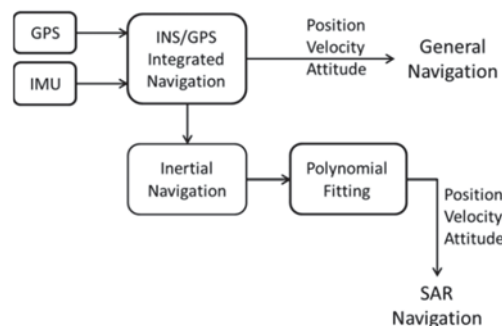 GPS
IMU
INS/GPS
Integrated
Navigation
Position
Velocity
Attitude
General
Navigation
Inertial
Navigation
Polynomial
Fitting
Position
Velocity
Attitude
SAR
Navigation